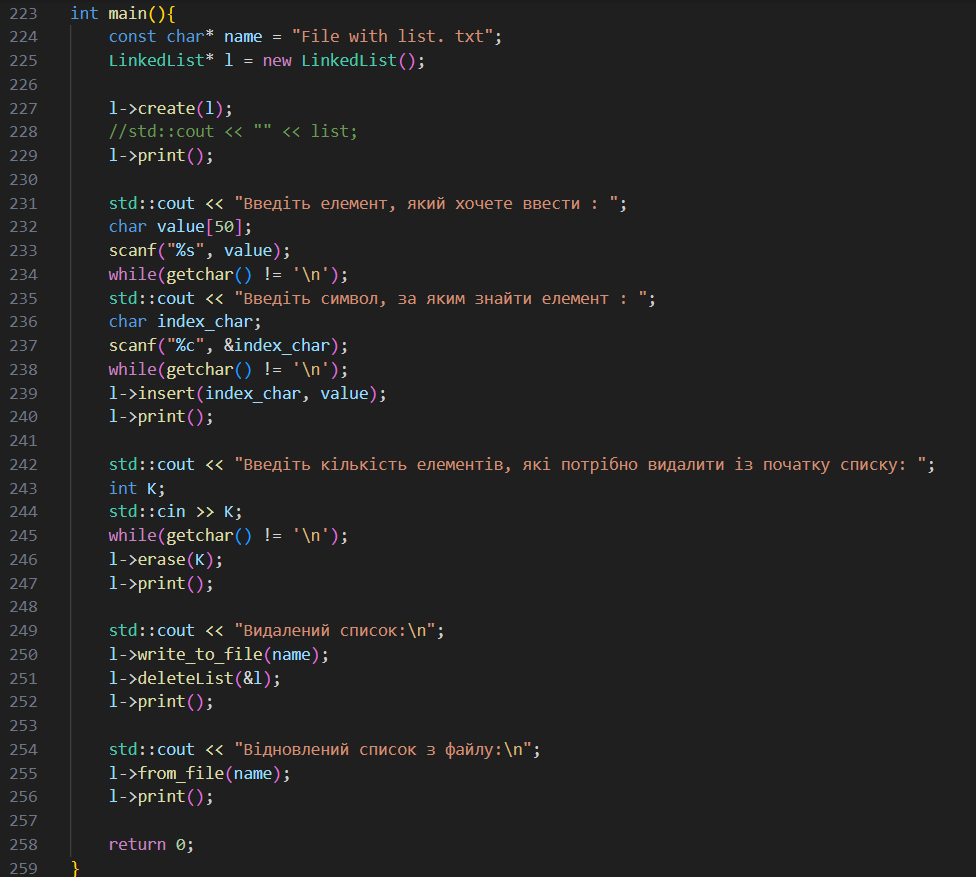 223 int main(){
224     const char* name = "File with list. txt";
225     LinkedList* l = new LinkedList();
226
227     l->create(l);
228     //std::cout << "" << list;
229     l->print();
230
231     std::cout << "Введіть елемент, який хочете ввести : ";
232     char value[50];
233     scanf("%s", value);
234     while(getchar() != '\n');
235     std::cout << "Введіть символ, за яким знайти елемент : ";
236     char index_char;
237     scanf("%c", &index_char);
238     while(getchar() != '\n');
239     l->insert(index_char, value);
240     l->print();
241
242     std::cout << "Введіть кількість елементів, які потрібно видалити із початку списку: ";
243     int K;
244     std::cin >> K;
245     while(getchar() != '\n');
246     l->erase(K);
247     l->print();
248
249     std::cout << "Видалений список:\n";
250     l->write_to_file(name);
251     l->deleteList(&l);
252     l->print();
253
254     std::cout << "Відновлений список з файлу:\n";
255     l->from_file(name);
256     l->print();
257
258     return 0;
259 }